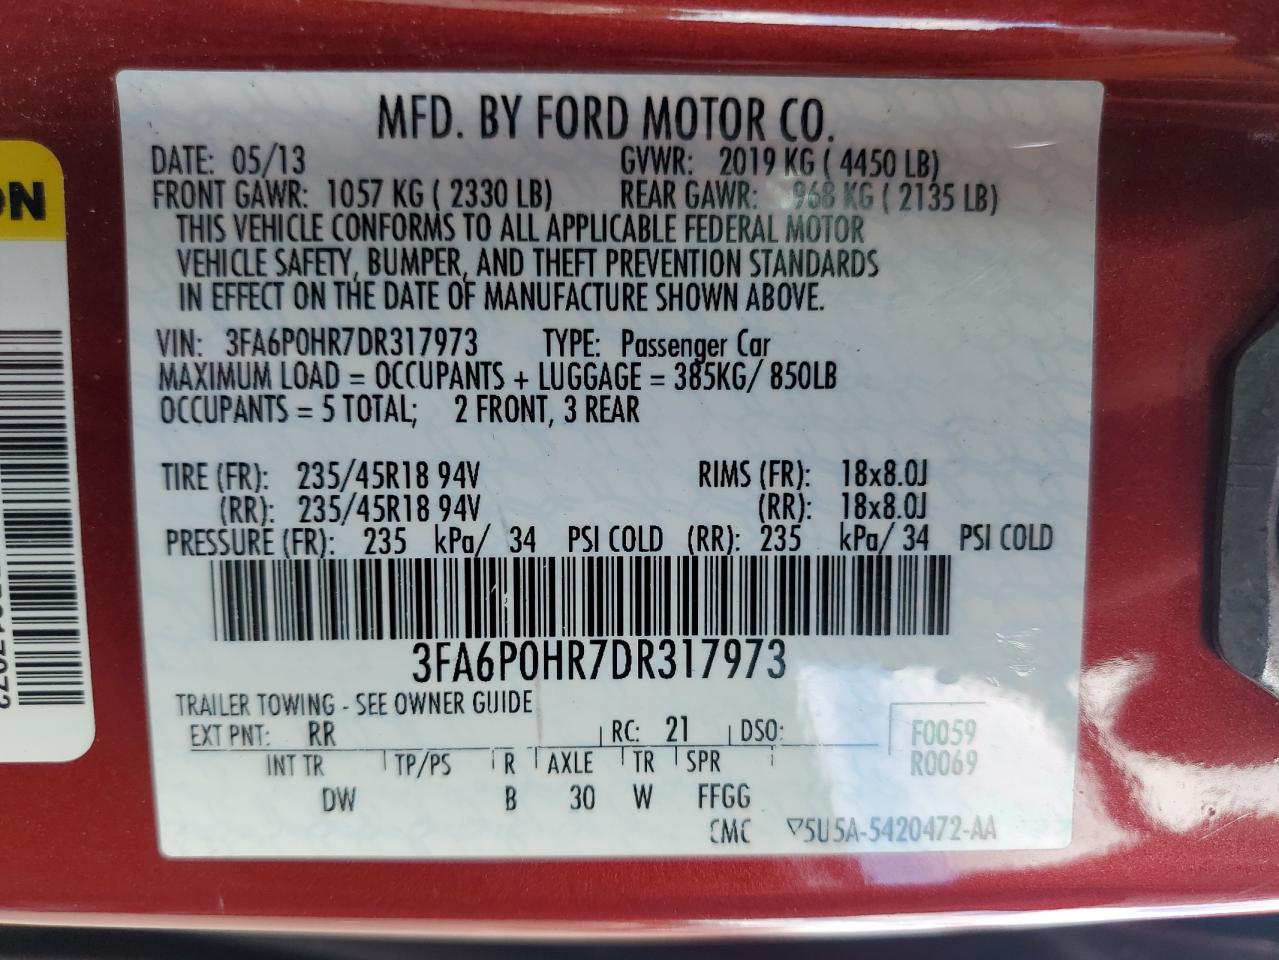 MFD. BY FORD MOTOR CO.
DATE: 05/13 GVWR: 2019 KG ( 4450 LB)
FRONT GAWR: 1057 KG ( 2330 LB) REAR GAWR: 968 KG ( 2135 LB)
THIS VEHICLE CONFORMS TO ALL APPLICABLE FEDERAL MOTOR
VEHICLE SAFETY, BUMPER, AND THEFT PREVENTION STANDARDS
IN EFFECT ON THE DATE OF MANUFACTURE SHOWN ABOVE.
VIN: 3FA6P0HR7DR317973 TYPE: Passenger Car
MAXIMUM LOAD = OCCUPANTS + LUGGAGE = 385KG/ 850LB
OCCUPANTS = 5 TOTAL; 2 FRONT, 3 REAR
TIRE (FR): 235/45R18 94V RIMS (FR): 18x8.0J
(RR): 235/45R18 94V (RR): 18x8.0J
PRESSURE (FR): 235 kPa/ 34 PSI COLD (RR): 235 kPa/ 34 PSI COLD
3FA6P0HR7DR317973
TRAILER TOWING - SEE OWNER GUIDE
EXT PNT: RR RC: 21 DSO: F0059
INT TR TP/PS R AXLE TR SPR R0069
DW B 30 W FFGG
CMC ▽5U5A-5420472-AA
ON